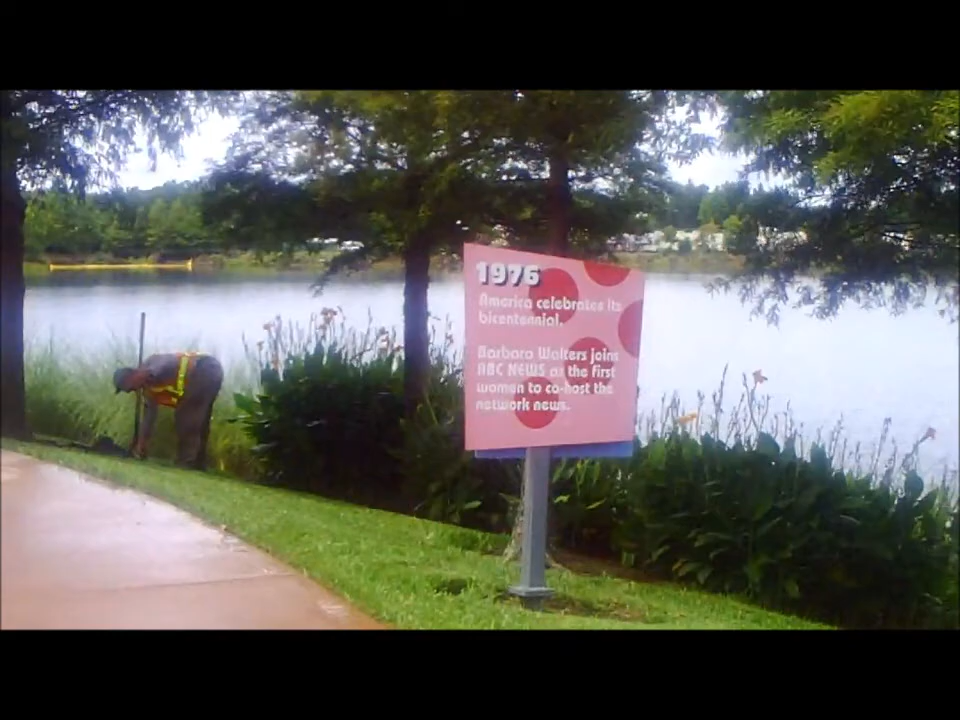 1976
America celebrates its
bicentennial.
Barbara Walters joins
ABC NEWS as the first
women to co-host the
network news.